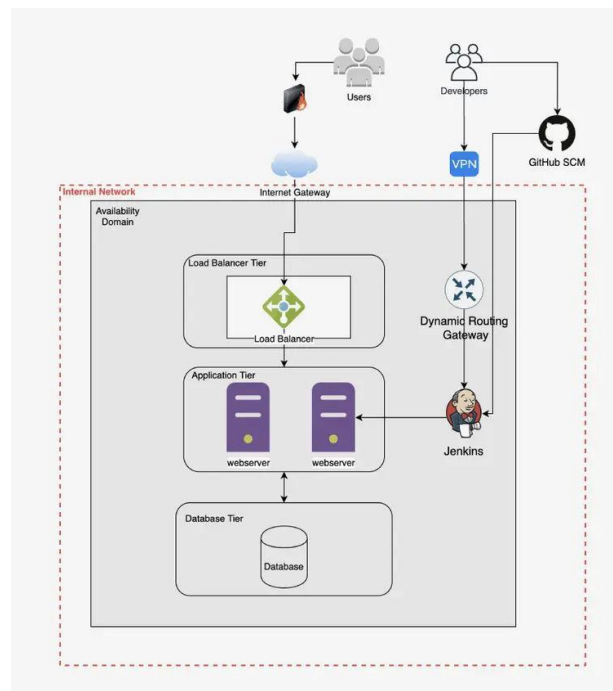 Users
Developers
GitHub SCM
VPN
Internal Network
Internet Gateway
Availability
Domain
Load Balancer Tier
Load Balancer
Dynamic Routing
Gateway
Application Tier
webserver
webserver
Jenkins
Database Tier
Database